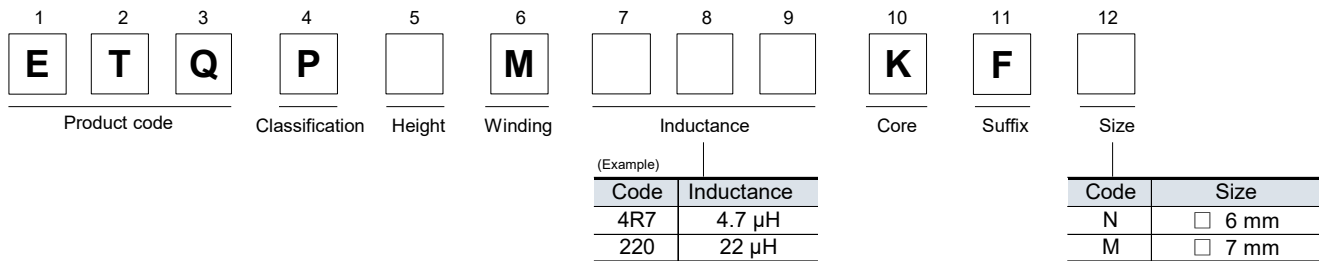 1 2 3 4 5 6 7 8 9 10 11 12
E T Q P M K F
Product code Classification Height Winding Inductance Core Suffix Size
(Example)
Code Inductance Code Size
4R7 4.7 µH N □ 6 mm
220 22 µH M □ 7 mm